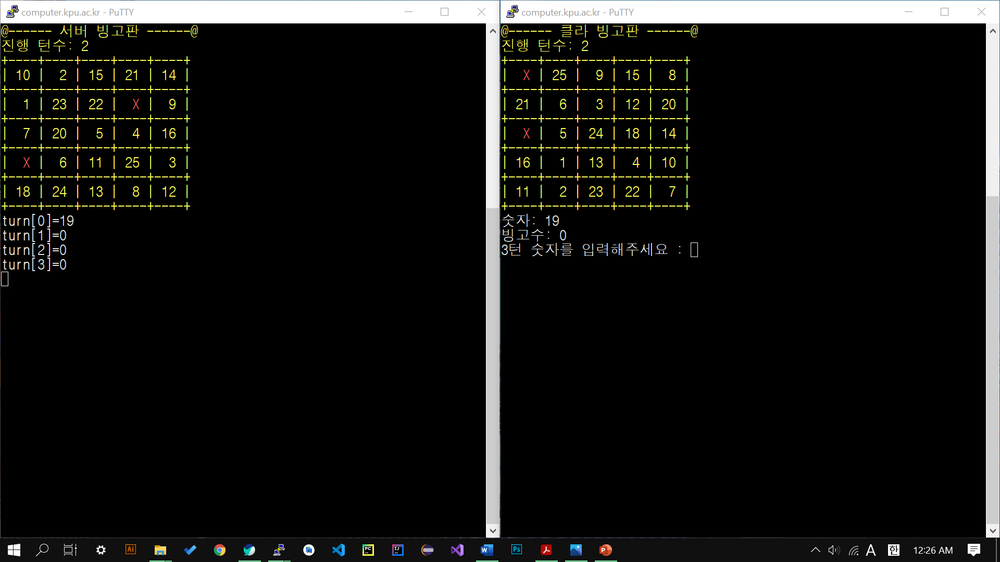 computer.kpu.ac.kr - PuTTY
@------ 서버 빙고판 ------@
진행 턴수: 2
+----+----+----+----+----+
| 10 |  2 | 15 | 21 | 14 |
+----+----+----+----+----+
|  1 | 23 | 22 |  X |  9 |
+----+----+----+----+----+
|  7 | 20 |  5 |  4 | 16 |
+----+----+----+----+----+
|  X |  6 | 11 | 25 |  3 |
+----+----+----+----+----+
| 18 | 24 | 13 |  8 | 12 |
+----+----+----+----+----+
turn[0]=19
turn[1]=0
turn[2]=0
turn[3]=0
computer.kpu.ac.kr - PuTTY
@------ 클라 빙고판 ------@
진행 턴수: 2
+----+----+----+----+----+
|  X | 25 |  9 | 15 |  8 |
+----+----+----+----+----+
| 21 |  6 |  3 | 12 | 20 |
+----+----+----+----+----+
|  X |  5 | 24 | 18 | 14 |
+----+----+----+----+----+
| 16 |  1 | 13 |  4 | 10 |
+----+----+----+----+----+
| 11 |  2 | 23 | 22 |  7 |
+----+----+----+----+----+
숫자: 19
빙고수: 0
3턴 숫자를 입력해주세요 :
Ai
PC
IJ
W
Ps
P
A
한
12:26 AM